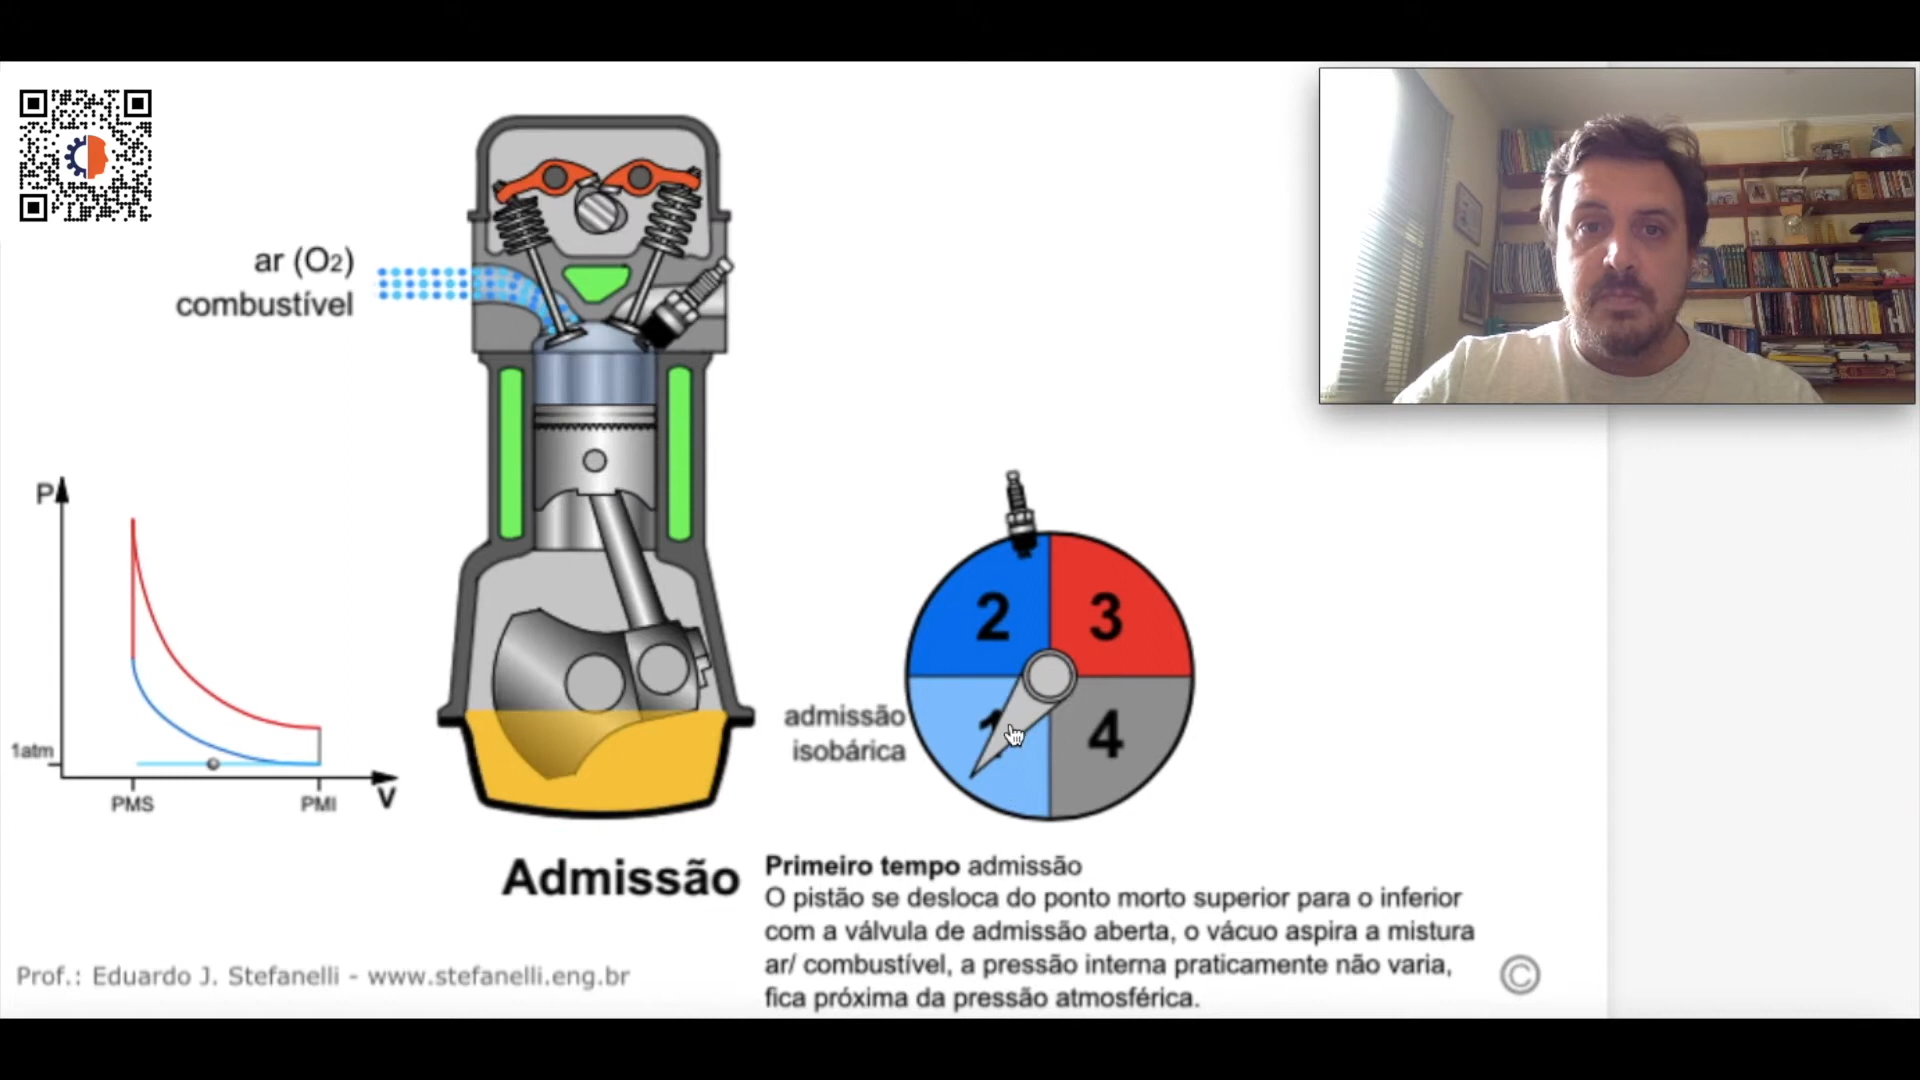 ar (O2)
combustível
P
1atm
PMS
PMI
V
2
3
1
4
admissão
isobárica
Admissão
Primeiro tempo admissão
O pistão se desloca do ponto morto superior para o inferior
com a válvula de admissão aberta, o vácuo aspira a mistura
ar/ combustível, a pressão interna praticamente não varia,
fica próxima da pressão atmosférica.
Prof.: Eduardo J. Stefanelli - www.stefanelli.eng.br
©